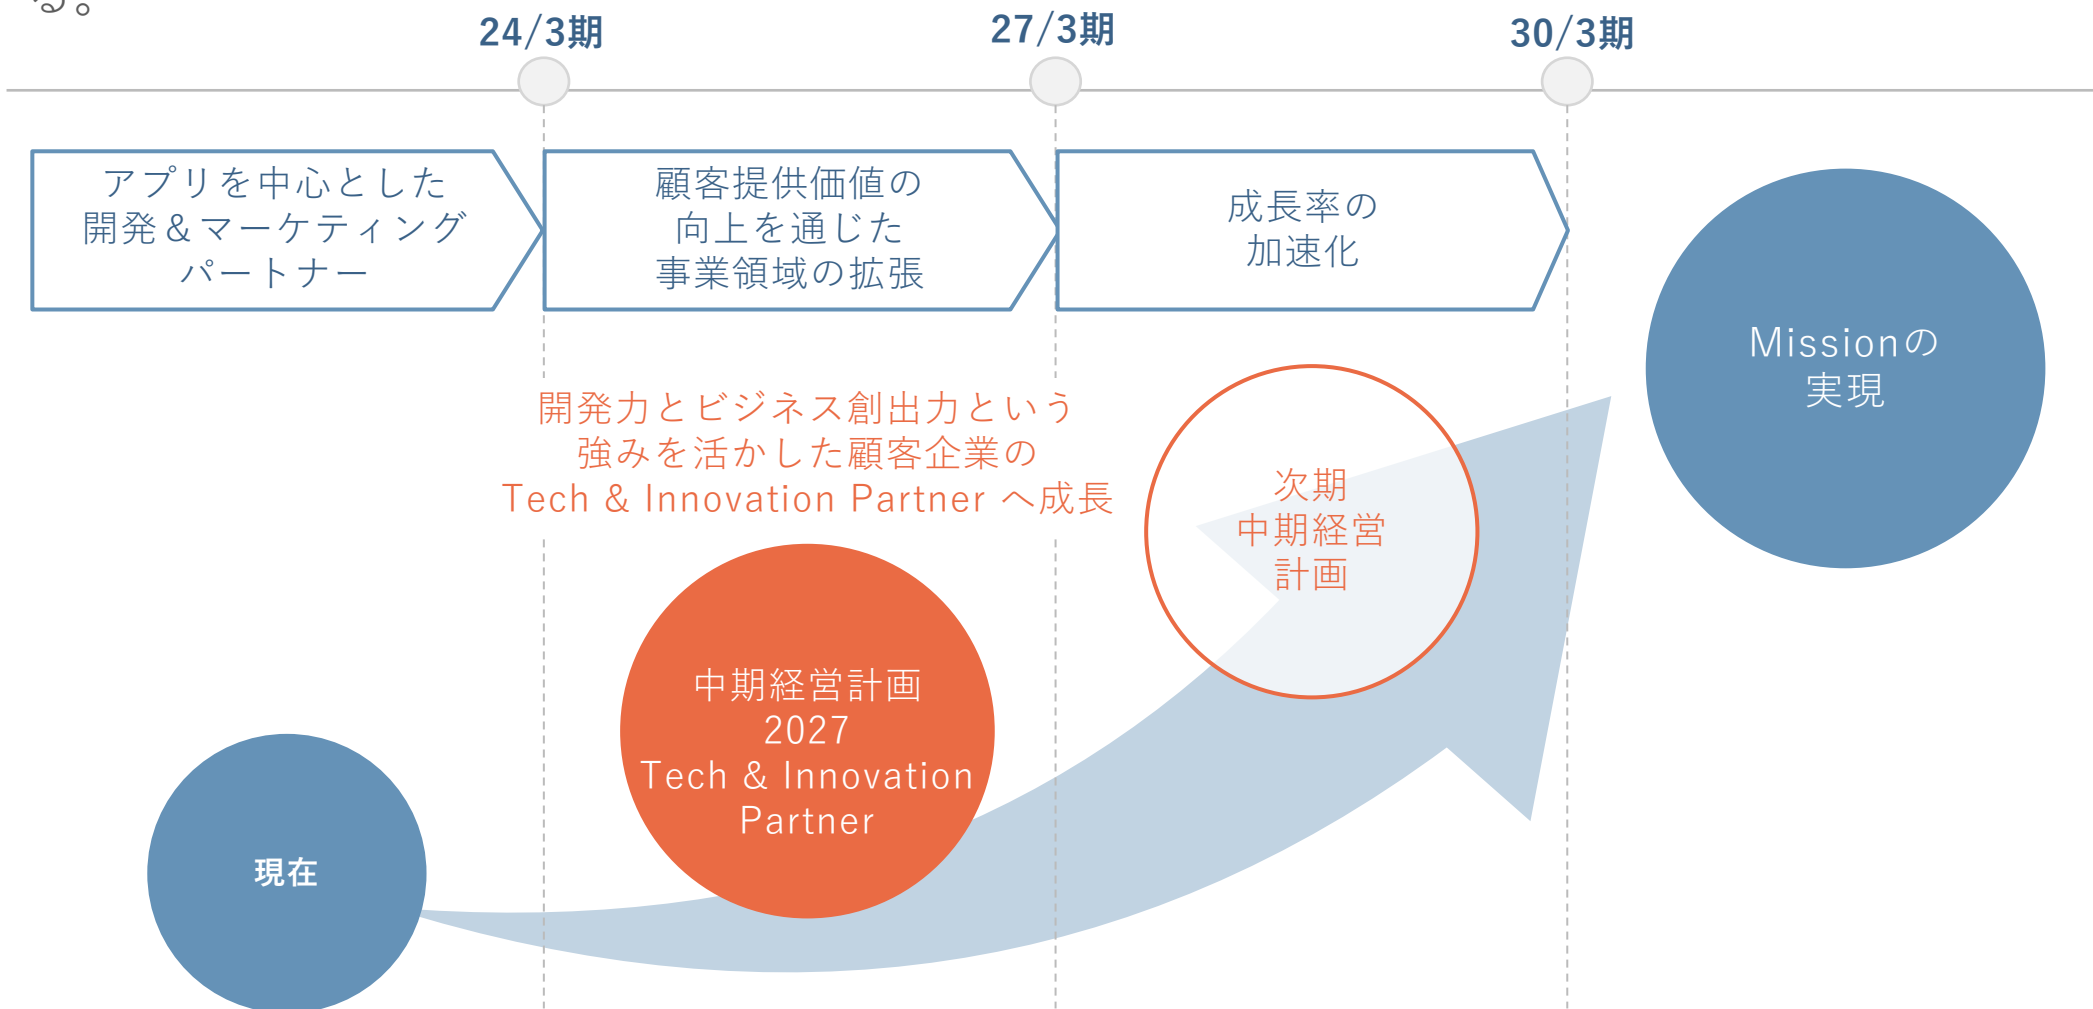 る。
24/3期
27/3期
30/3期
アプリを中心とした
開発&マーケティング
パートナー
顧客提供価値の
向上を通じた
事業領域の拡張
成長率の
加速化
Missionの
実現
開発力とビジネス創出力という
強みを活かした顧客企業の
Tech & Innovation Partner へ成長
次期
中期経営
計画
中期経営計画
2027
Tech & Innovation
Partner
現在